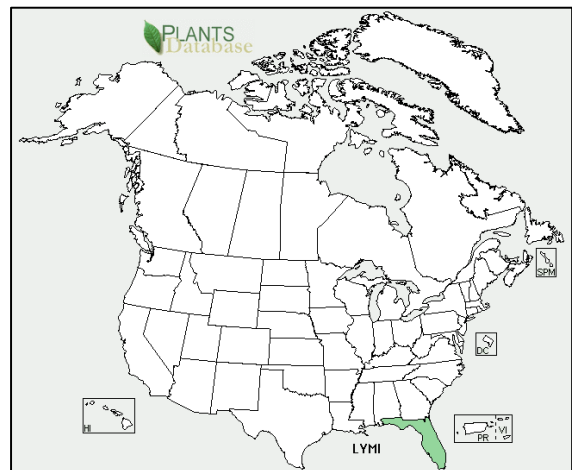 PLANTS
Database
SPM
DC
HI
PR VI
LYMI